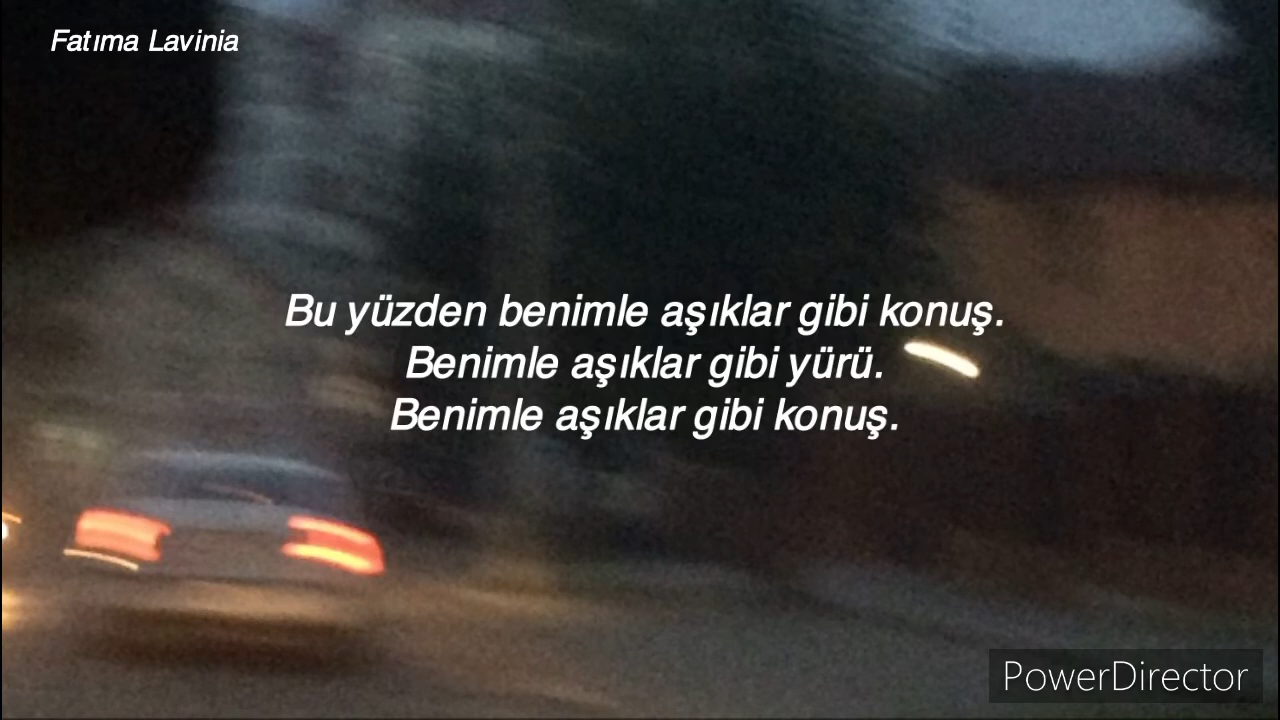 Fatıma Lavinia
Bu yüzden benimle aşıklar gibi konuş.
Benimle aşıklar gibi yürü.
Benimle aşıklar gibi konuş.
PowerDirector